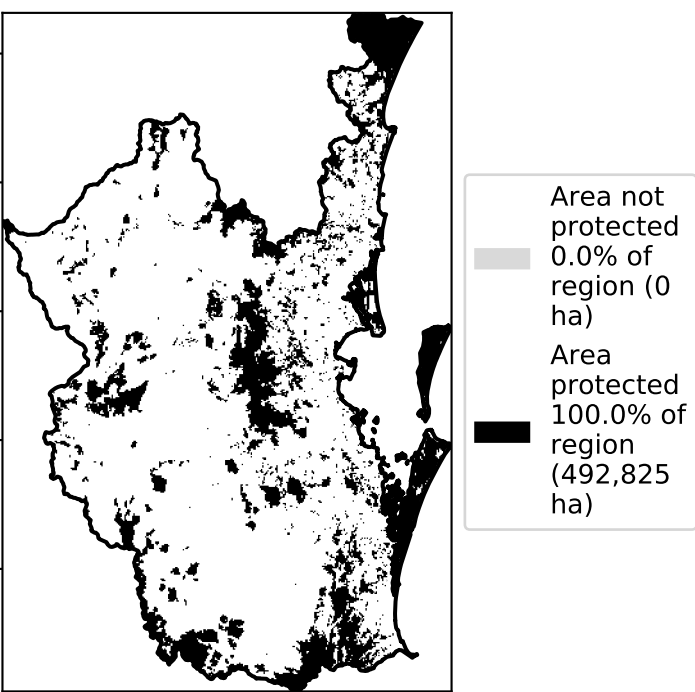 Area not
protected
0.0% of
region (0
ha)
Area
protected
100.0% of
region
(492,825
ha)